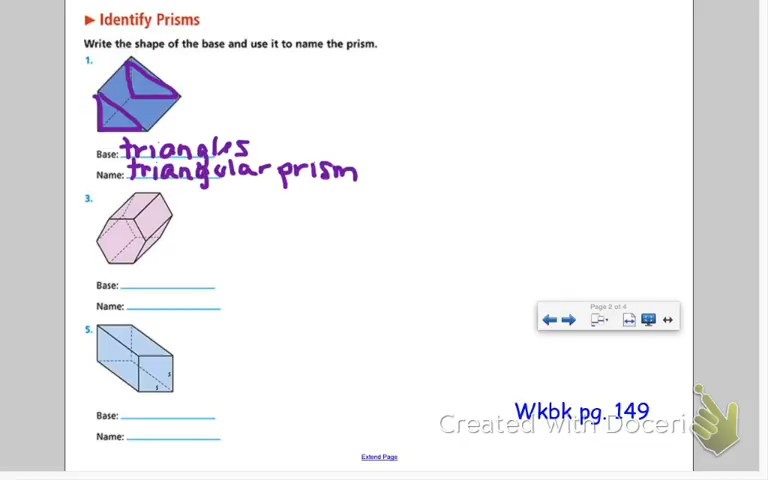 ► Identify Prisms
Write the shape of the base and use it to name the prism.
1.
Base: triangles
Name: triangular prism
3.
Base:
Name:
5.
s
s
Base:
Name:
Page 2 of 4
Wkbk pg. 149
Created with Doceri
Extend Page